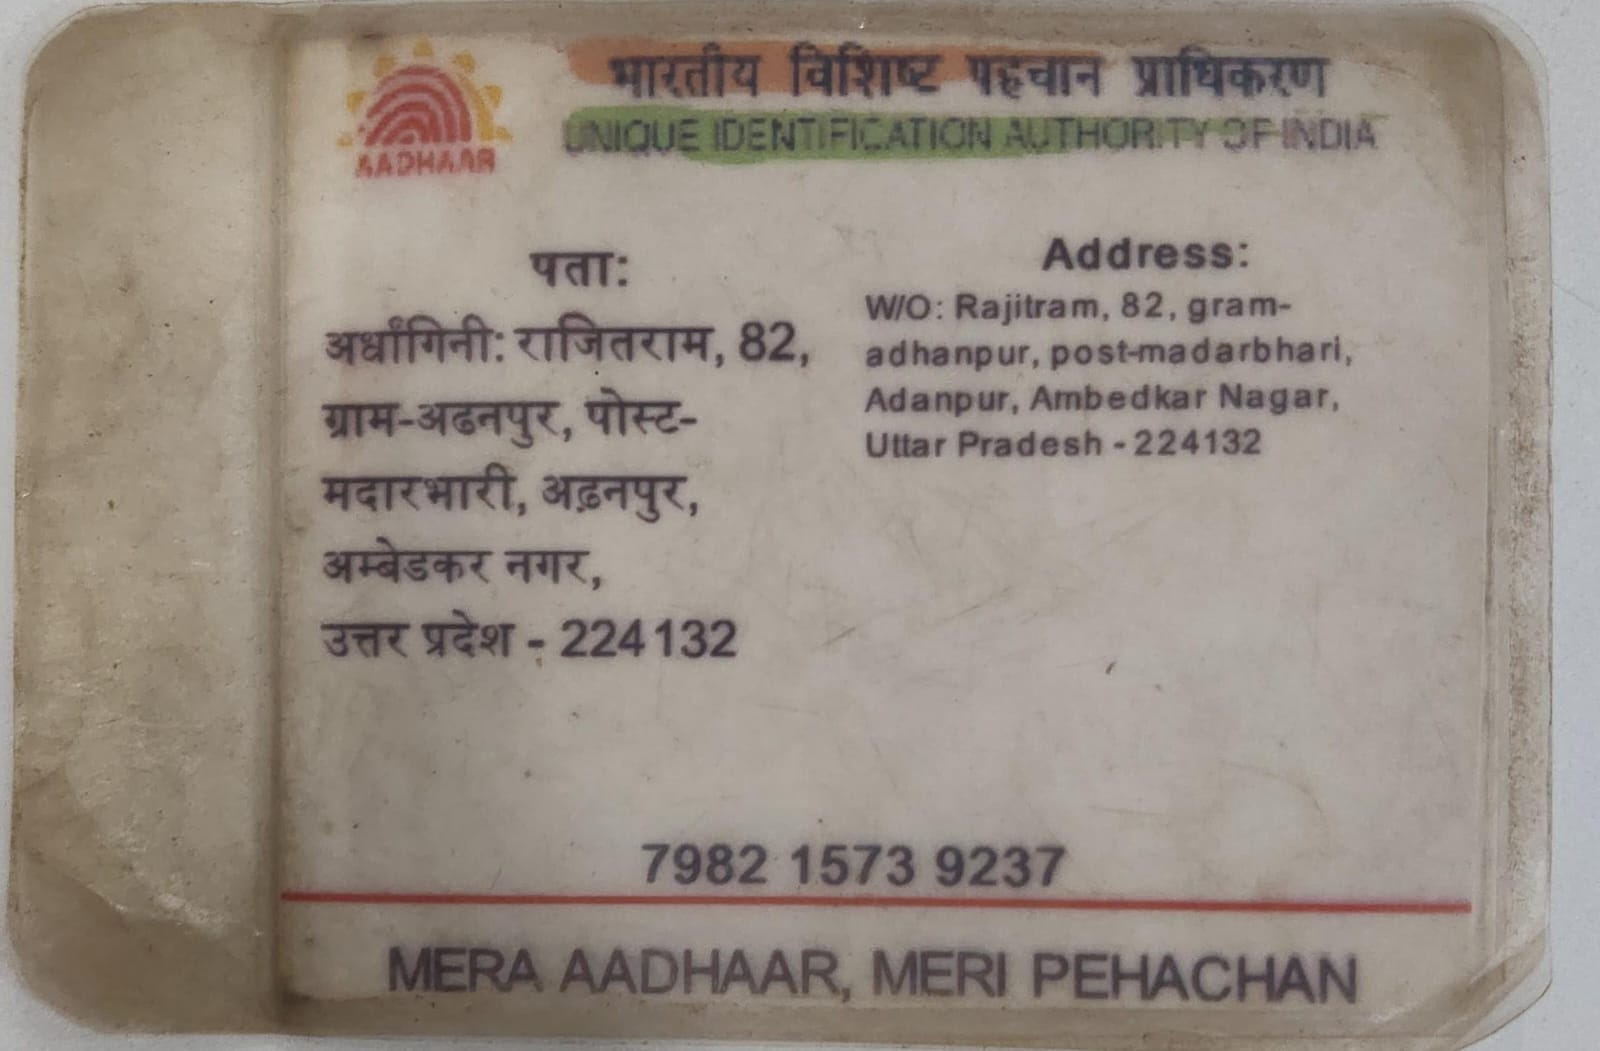 भारतीय विशिष्ट पहचान प्राधिकरण
UNIQUE IDENTIFICATION AUTHORITY OF INDIA
AADHAAR
पता:
अर्धांगिनी: राजितराम, 82,
ग्राम-अढनपुर, पोस्ट-
मदारभारी, अढ़नपुर,
अम्बेडकर नगर,
उत्तर प्रदेश - 224132
Address:
W/O: Rajitram, 82, gram-
adhanpur, post-madarbhari,
Adanpur, Ambedkar Nagar,
Uttar Pradesh - 224132
7982 1573 9237
MERA AADHAAR, MERI PEHACHAN